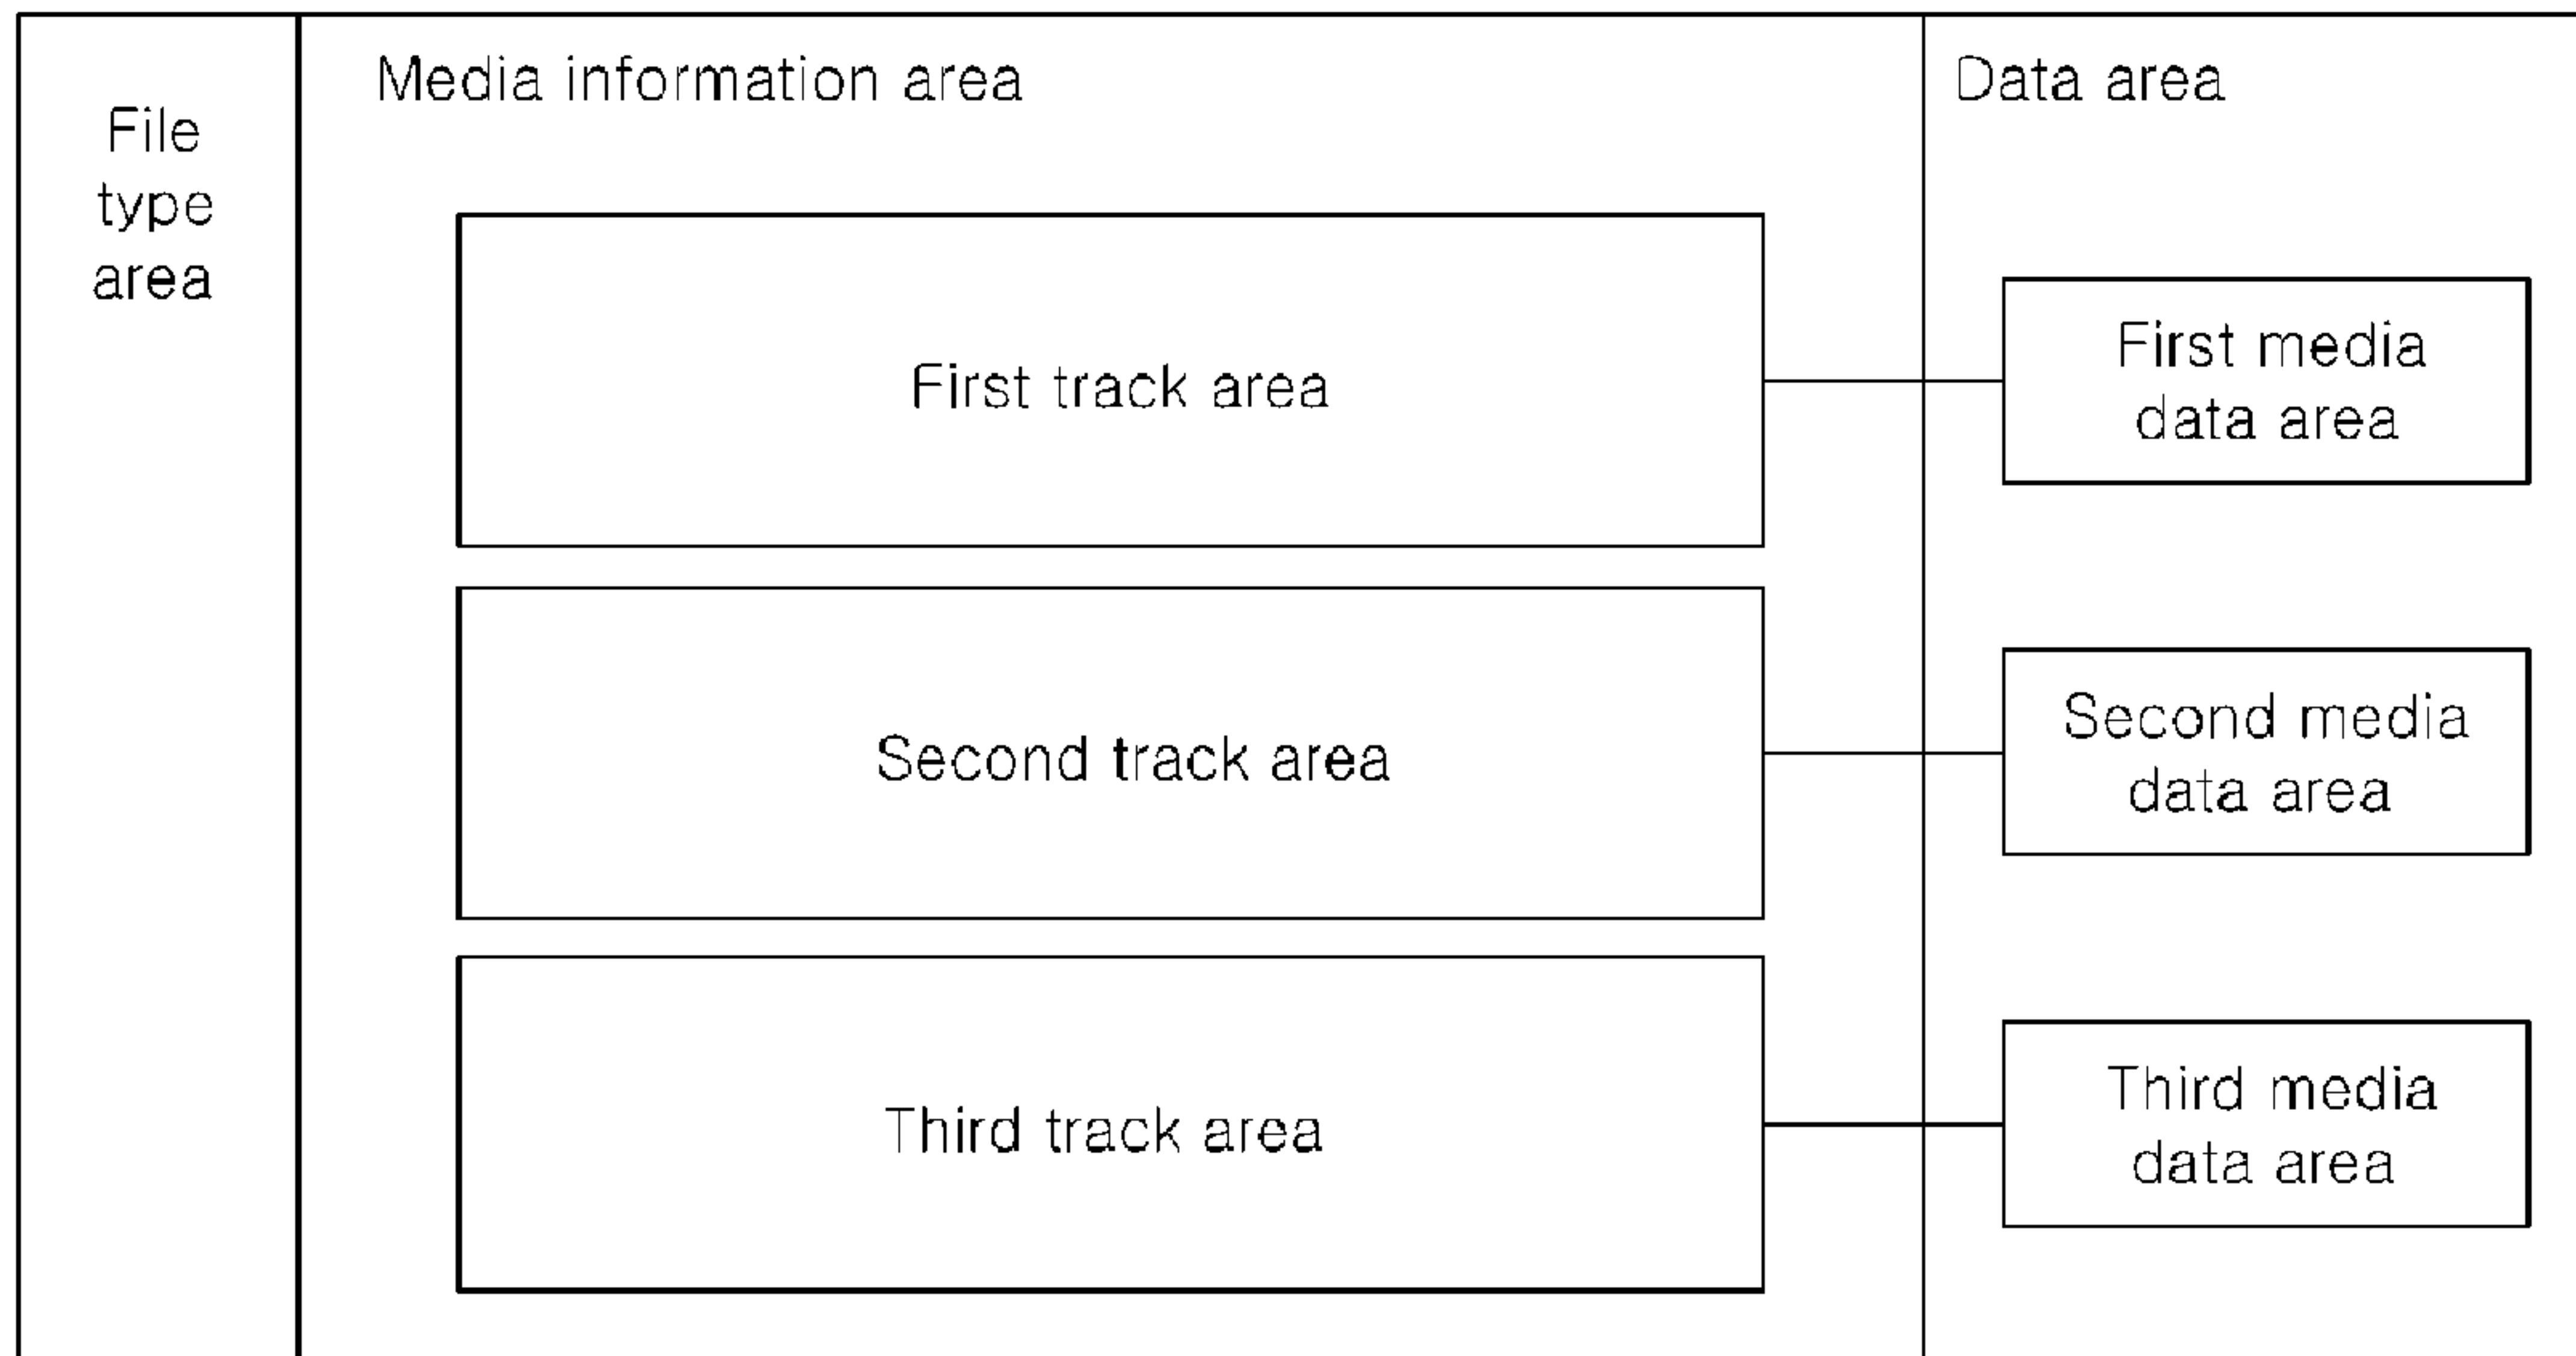 File
type
area
Media information area
First track area
Second track area
Third track area
Data area
First media
data area
Second media
data area
Third media
data area